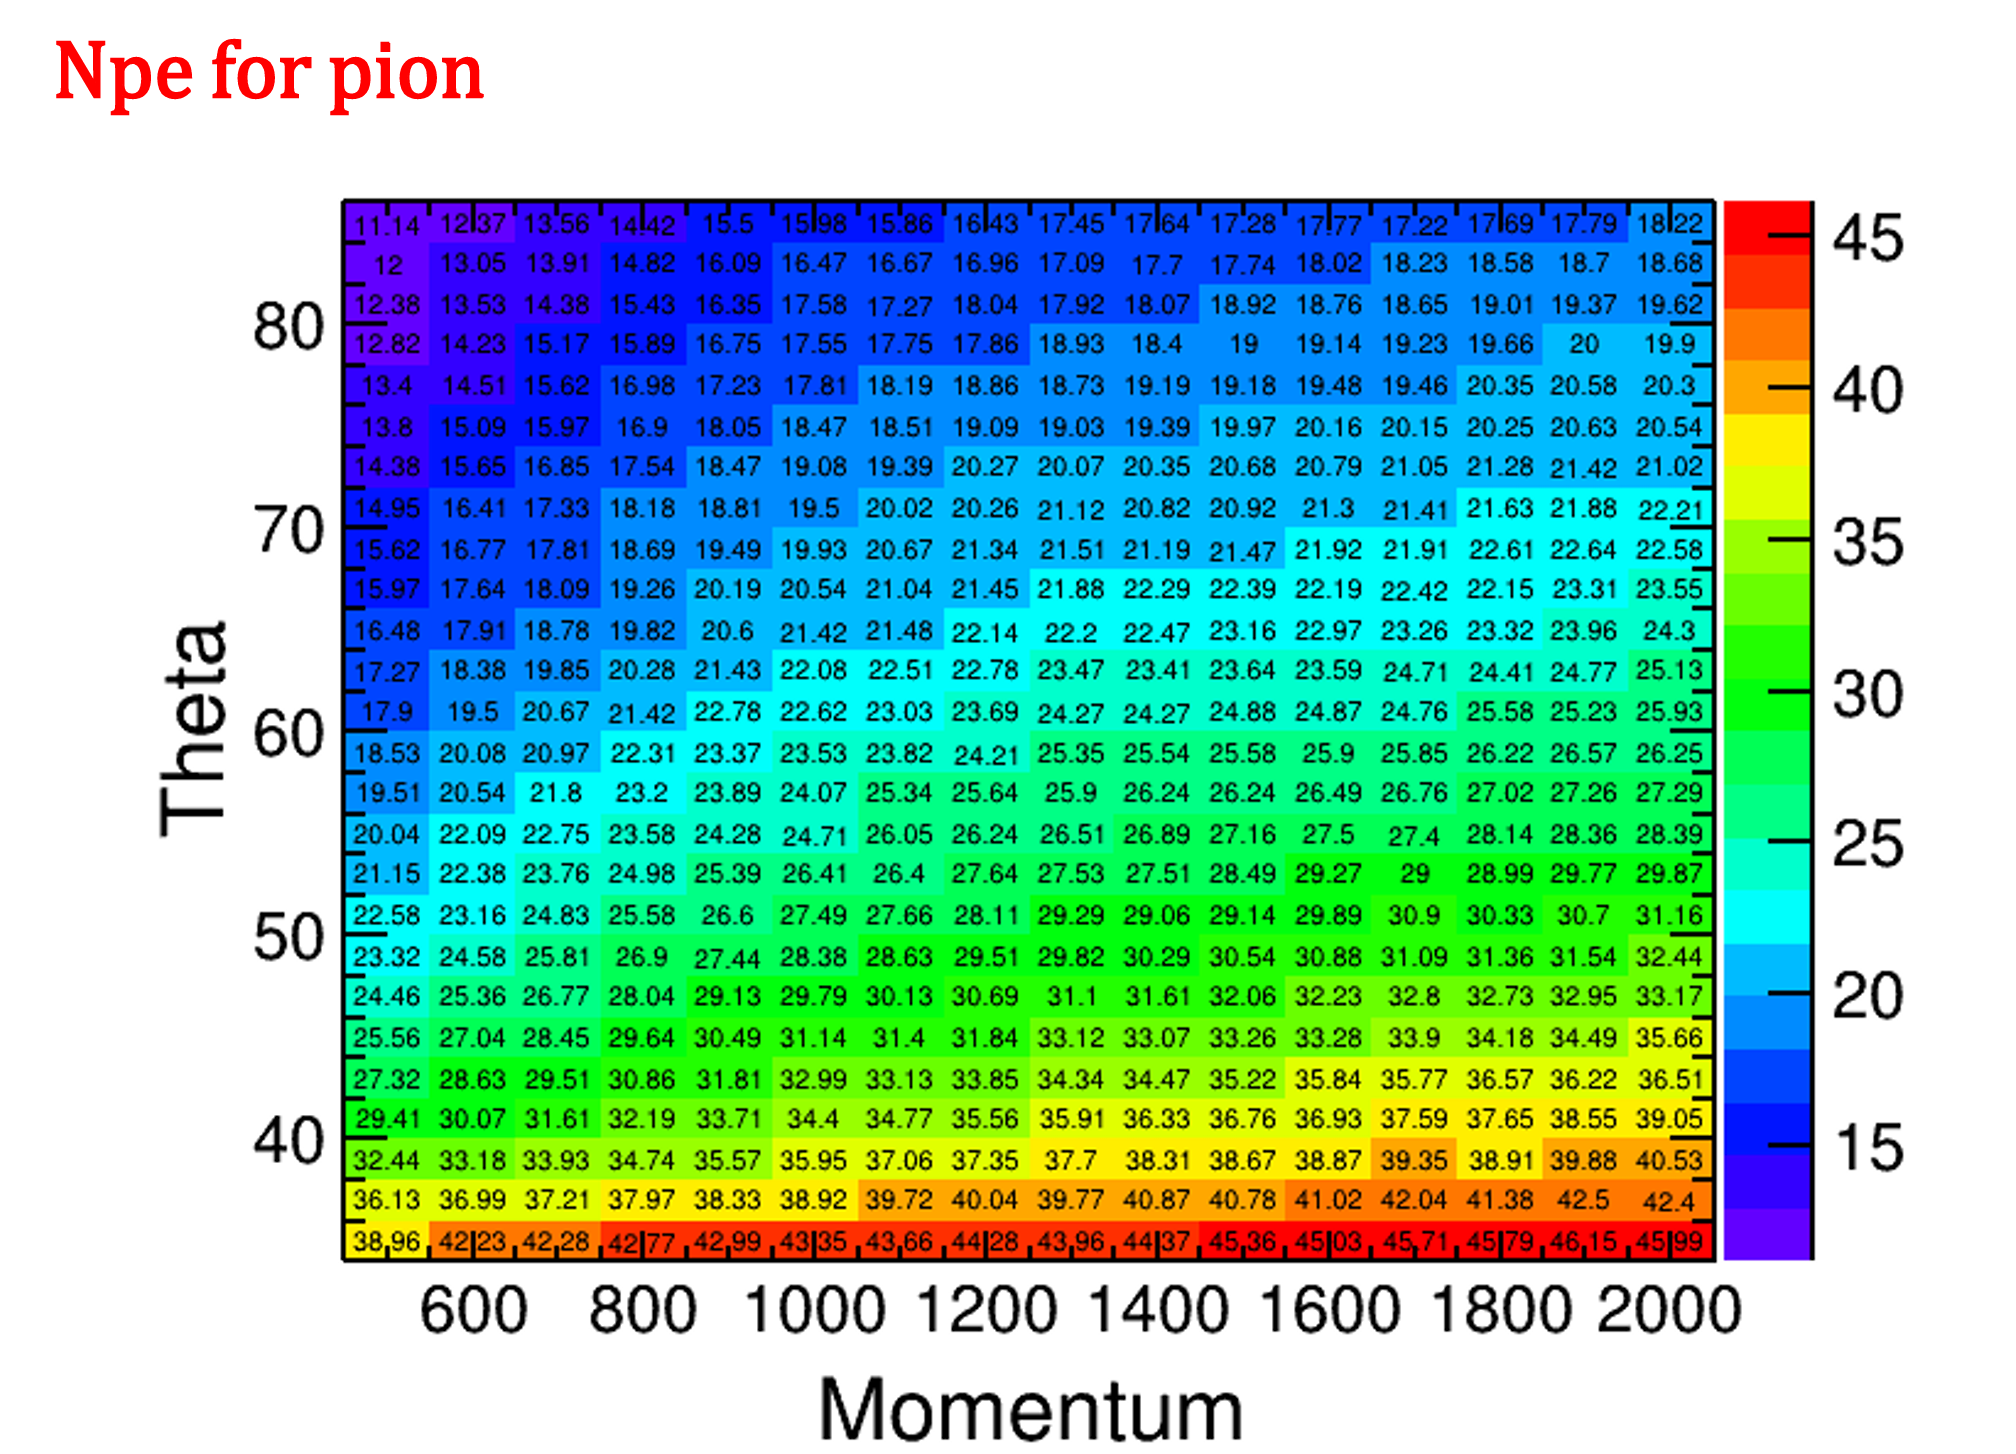 Npe for pion
11.14 12.37 13.56 14.42 15.5 15.98 15.86 16.43 17.45 17.64 17.28 17.77 17.22 17.69 17.79 18.22
45
12 13.05 13.91 14.82 16.09 16.47 16.67 16.96 17.09 17.7 17.74 18.02 18.23 18.58 18.7 18.68
12.38 13.53 14.38 15.43 16.35 17.58 17.27 18.04 17.92 18.07 18.92 18.76 18.65 19.01 19.37 19.62
80
12.82 14.23 15.17 15.89 16.75 17.55 17.75 17.86 18.93 18.4 19 19.14 19.23 19.66 20 19.9
13.4 14.51 15.62 16.98 17.23 17.81 18.19 18.86 18.73 19.19 19.18 19.48 19.46 20.35 20.58 20.3
40
13.8 15.09 15.97 16.9 18.05 18.47 18.51 19.09 19.03 19.39 19.97 20.16 20.15 20.25 20.63 20.54
14.38 15.65 16.85 17.54 18.47 19.08 19.39 20.27 20.07 20.35 20.68 20.79 21.05 21.28 21.42 21.02
14.95 16.41 17.33 18.18 18.81 19.5 20.02 20.26 21.12 20.82 20.92 21.3 21.41 21.63 21.88 22.21
70
35
15.62 16.77 17.81 18.69 19.49 19.93 20.67 21.34 21.51 21.19 21.47 21.92 21.91 22.61 22.64 22.58
15.97 17.64 18.09 19.26 20.19 20.54 21.04 21.45 21.88 22.29 22.39 22.19 22.42 22.15 23.31 23.55
16.48 17.91 18.78 19.82 20.6 21.42 21.48 22.14 22.2 22.47 23.16 22.97 23.26 23.32 23.96 24.3
17.27 18.38 19.85 20.28 21.43 22.08 22.51 22.78 23.47 23.41 23.64 23.59 24.71 24.41 24.77 25.13
30
17.9 19.5 20.67 21.42 22.78 22.62 23.03 23.69 24.27 24.27 24.88 24.87 24.76 25.58 25.23 25.93
60
Theta
18.53 20.08 20.97 22.31 23.37 23.53 23.82 24.21 25.35 25.54 25.58 25.9 25.85 26.22 26.57 26.25
19.51 20.54 21.8 23.2 23.89 24.07 25.34 25.64 25.9 26.24 26.24 26.49 26.76 27.02 27.26 27.29
20.04 22.09 22.75 23.58 24.28 24.71 26.05 26.24 26.51 26.89 27.16 27.5 27.4 28.14 28.36 28.39
25
21.15 22.38 23.76 24.98 25.39 26.41 26.4 27.64 27.53 27.51 28.49 29.27 29 28.99 29.77 29.87
22.58 23.16 24.83 25.58 26.6 27.49 27.66 28.11 29.29 29.06 29.14 29.89 30.9 30.33 30.7 31.16
50
23.32 24.58 25.81 26.9 27.44 28.38 28.63 29.51 29.82 30.29 30.54 30.88 31.09 31.36 31.54 32.44
24.46 25.36 26.77 28.04 29.13 29.79 30.13 30.69 31.1 31.61 32.06 32.23 32.8 32.73 32.95 33.17
20
25.56 27.04 28.45 29.64 30.49 31.14 31.4 31.84 33.12 33.07 33.26 33.28 33.9 34.18 34.49 35.66
27.32 28.63 29.51 30.86 31.81 32.99 33.13 33.85 34.34 34.47 35.22 35.84 35.77 36.57 36.22 36.51
29.41 30.07 31.61 32.19 33.71 34.4 34.77 35.56 35.91 36.33 36.76 36.93 37.59 37.65 38.55 39.05
40
15
32.44 33.18 33.93 34.74 35.57 35.95 37.06 37.35 37.7 38.31 38.67 38.87 39.35 38.91 39.88 40.53
36.13 36.99 37.21 37.97 38.33 38.92 39.72 40.04 39.77 40.87 40.78 41.02 42.04 41.38 42.5 42.4
38.96 42.23 42.28 42.77 42.99 43.35 43.66 44.28 43.96 44.37 45.36 45.03 45.71 45.79 46.15 45.99
600 800 1000 1200 1400 1600 1800 2000
Momentum